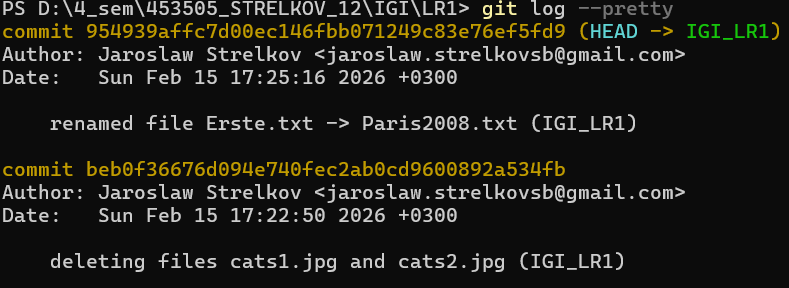 PS D:\4_sem\453505_STRELKOV_12\IGI\LR1> git log --pretty
commit 954939affc7d00ec146fbb071249c83e76ef5fd9 (HEAD -> IGI_LR1)
Author: Jaroslaw Strelkov <jaroslaw.strelkovsb@gmail.com>
Date:   Sun Feb 15 17:25:16 2026 +0300
    renamed file Erste.txt -> Paris2008.txt (IGI_LR1)
commit beb0f36676d094e740fec2ab0cd9600892a534fb
Author: Jaroslaw Strelkov <jaroslaw.strelkovsb@gmail.com>
Date:   Sun Feb 15 17:22:50 2026 +0300
    deleting files cats1.jpg and cats2.jpg (IGI_LR1)